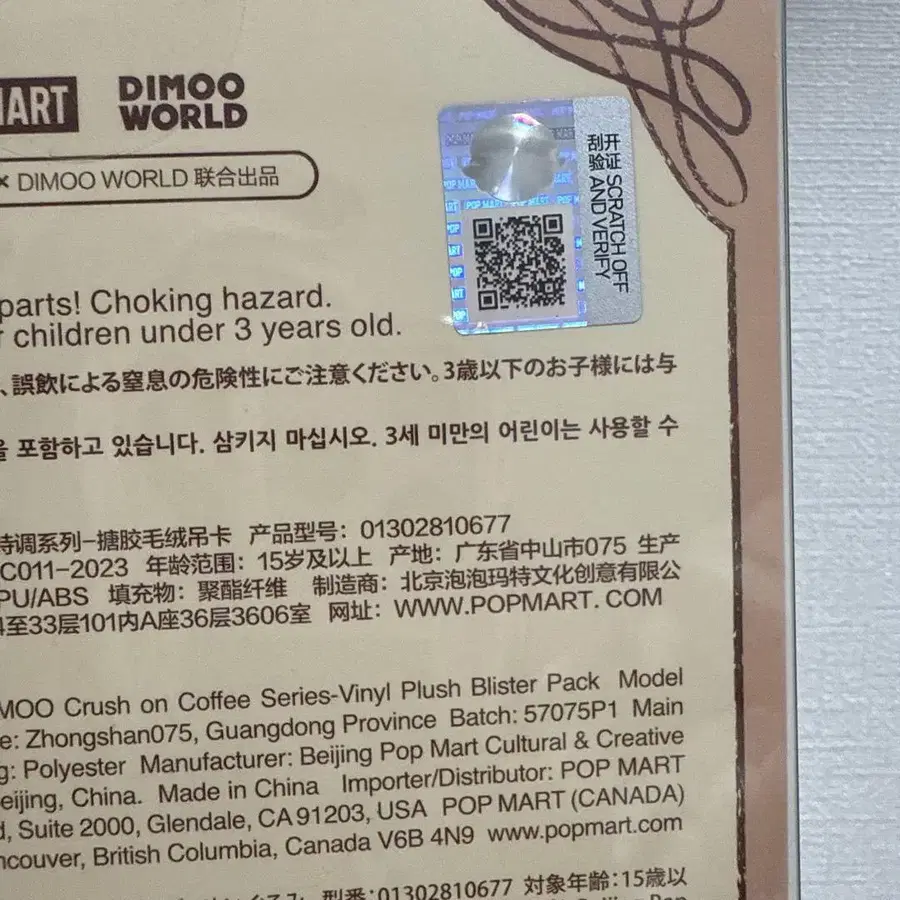 MART DIMOO WORLD
× DIMOO WORLD 联合出品
开证 SCRATCH OFF
刮验 AND VERIFY
POP MART
parts! Choking hazard.
children under 3 years old.
、誤飲による窒息の危険性にご注意ください。3歳以下のお子様には与
을 포함하고 있습니다. 삼키지 마십시오. 3세 미만의 어린이는 사용할 수
特调系列-搪胶毛绒吊卡 产品型号: 01302810677
C011-2023 年龄范围: 15岁及以上 产地: 广东省中山市075 生产
PU/ABS 填充物: 聚酯纤维 制造商: 北京泡泡玛特文化创意有限公
至33层101内A座36层3606室 网址: WWW.POPMART.COM
MOO Crush on Coffee Series-Vinyl Plush Blister Pack Model
e: Zhongshan075, Guangdong Province Batch: 57075P1 Main
g: Polyester Manufacturer: Beijing Pop Mart Cultural & Creative
eijing, China. Made in China Importer/Distributor: POP MART
d, Suite 2000, Glendale, CA 91203, USA POP MART (CANADA)
ncouver, British Columbia, Canada V6B 4N9 www.popmart.com
型番:01302810677 対象年齢:15歳以